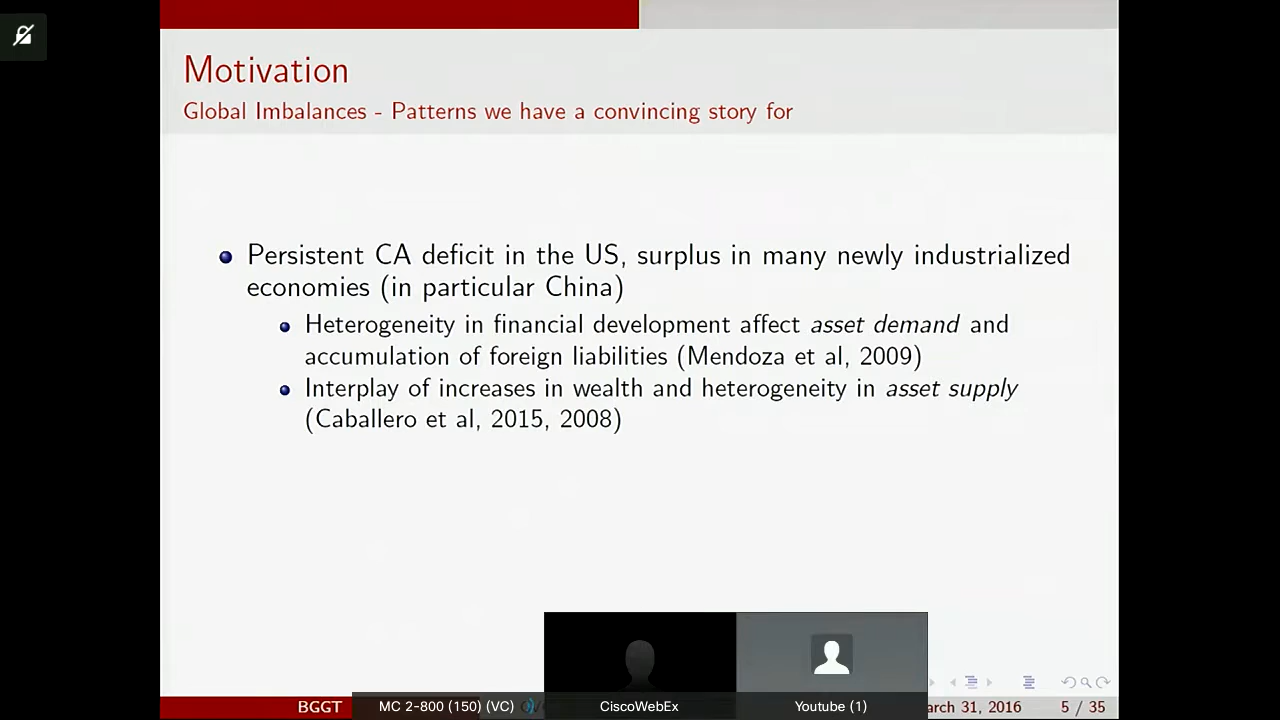 Motivation
Global Imbalances - Patterns we have a convincing story for
Persistent CA deficit in the US, surplus in many newly industrialized
economies (in particular China)
Heterogeneity in financial development affect asset demand and
accumulation of foreign liabilities (Mendoza et al, 2009)
Interplay of increases in wealth and heterogeneity in asset supply
(Caballero et al, 2015, 2008)
BGGT
MC 2-800 (150) (VC)
CiscoWebEx
Youtube (1)
arch 31, 2016
5 / 35